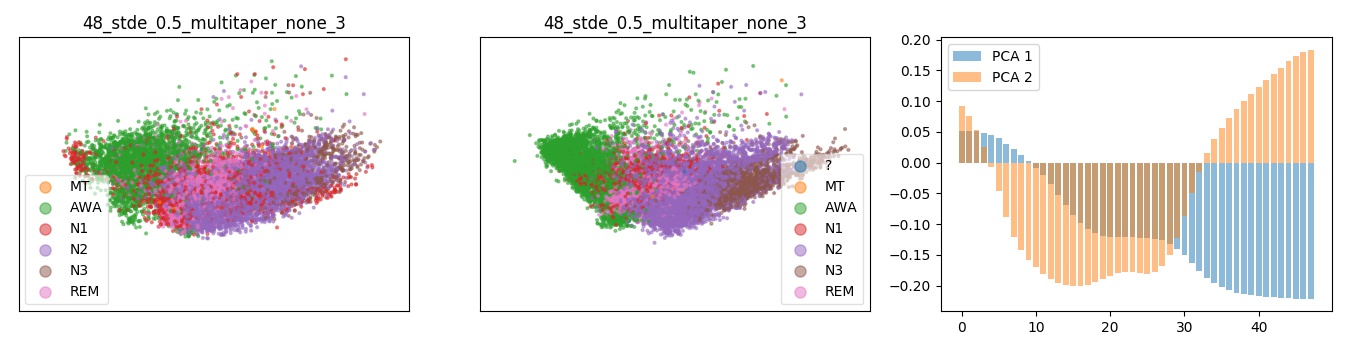 48_stde_0.5_multitaper_none_3
MT
AWA
N1
N2
N3
REM
48_stde_0.5_multitaper_none_3
?
MT
AWA
N1
N2
N3
REM
PCA 1
PCA 2
0.20
0.15
0.10
0.05
0.00
−0.05
−0.10
−0.15
−0.20
0
10
20
30
40